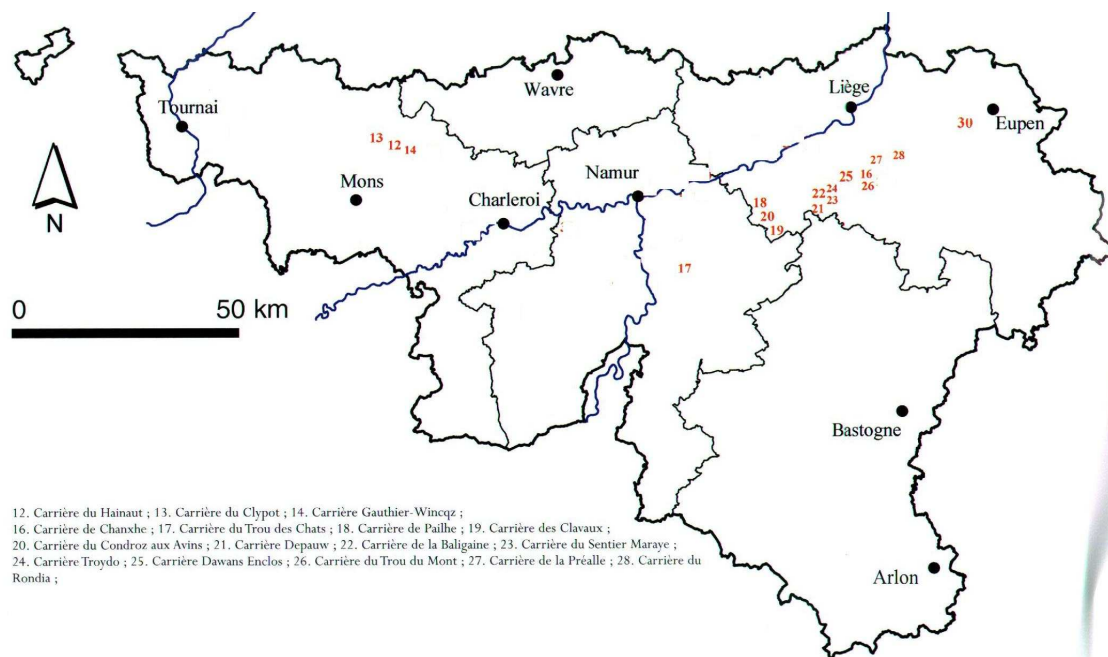 Tournai
Wavre
Liège
Eupen
30
13
12
14
27
28
16
25
26
Mons
Namur
Charleroi
18
22
24
23
20
21
19
17
N
0 50 km
Bastogne
Arlon
12. Carrière du Hainaut ; 13. Carrière du Clypot ; 14. Carrière Gauthier-Wincqz ;
16. Carrière de Chanxhe ; 17. Carrière du Trou des Chats ; 18. Carrière de Pailhe ; 19. Carrière des Clavaux ;
20. Carrière du Condroz aux Avins ; 21. Carrière Depauw ; 22. Carrière de la Baligaine ; 23. Carrière du Sentier Maraye ;
24. Carrière Troydo ; 25. Carrière Dawans Enclos ; 26. Carrière du Trou du Mont ; 27. Carrière de la Préalle ; 28. Carrière du
Rondia ;